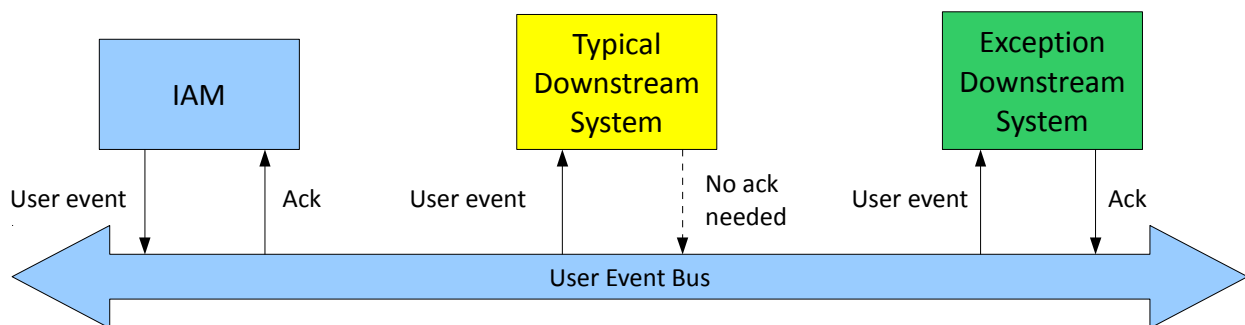 IAM
Typical
Downstream
System
Exception
Downstream
System
User event
Ack
User event
No ack
needed
User event
Ack
User Event Bus